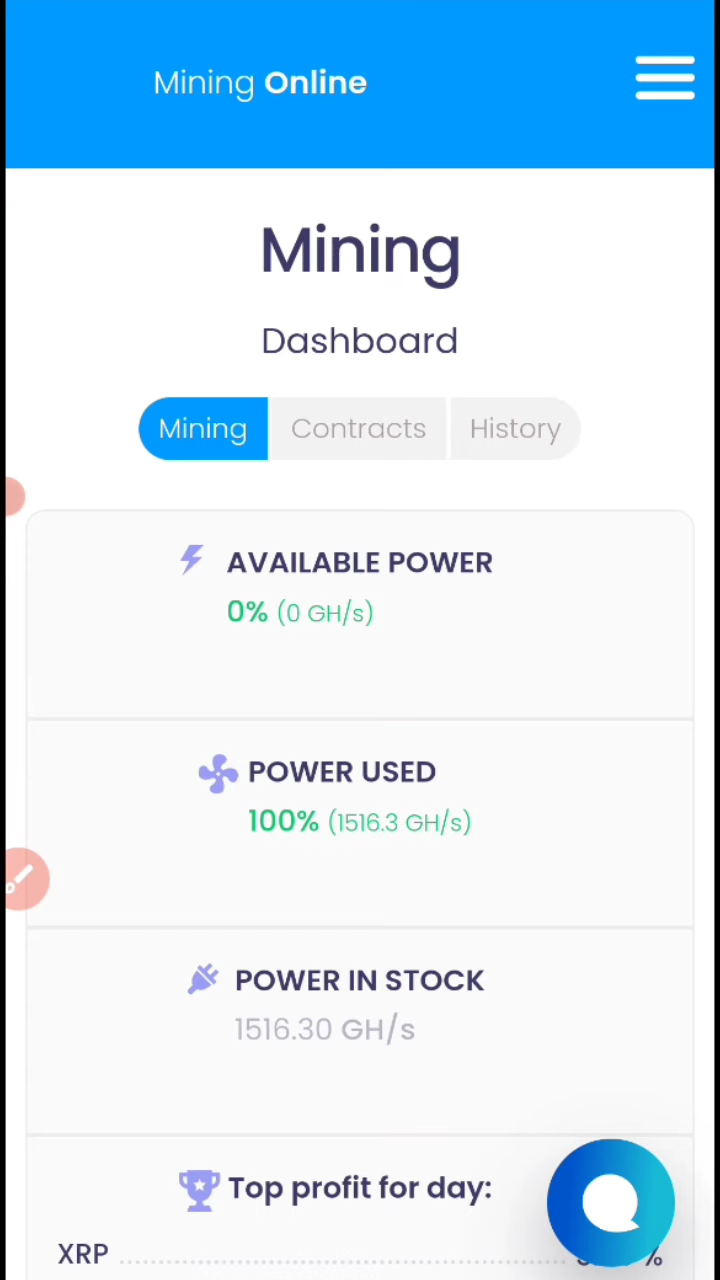 Mining Online
Mining
Dashboard
Mining Contracts History
AVAILABLE POWER
0% (0 GH/s)
POWER USED
100% (1516.3 GH/s)
POWER IN STOCK
1516.30 GH/s
Top profit for day:
XRP %